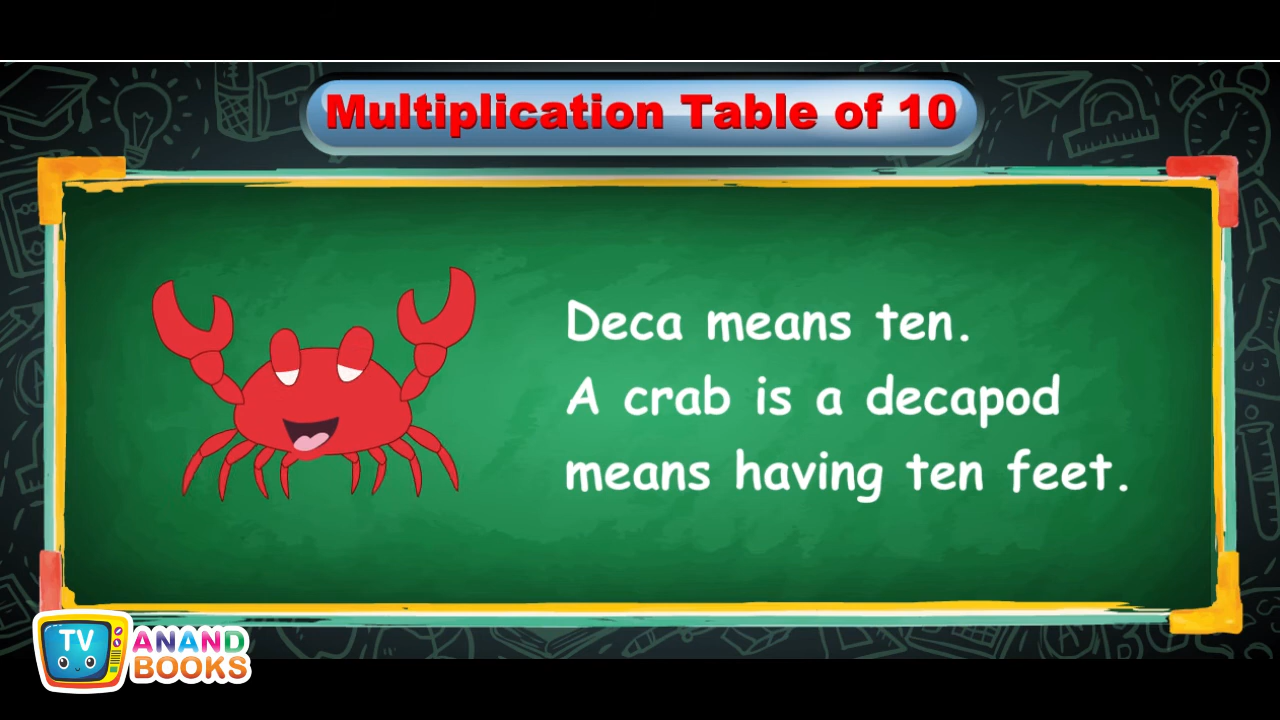 Multiplication Table of 10
Deca means ten.
A crab is a decapod
means having ten feet.
TV
ANAND
BOOKS